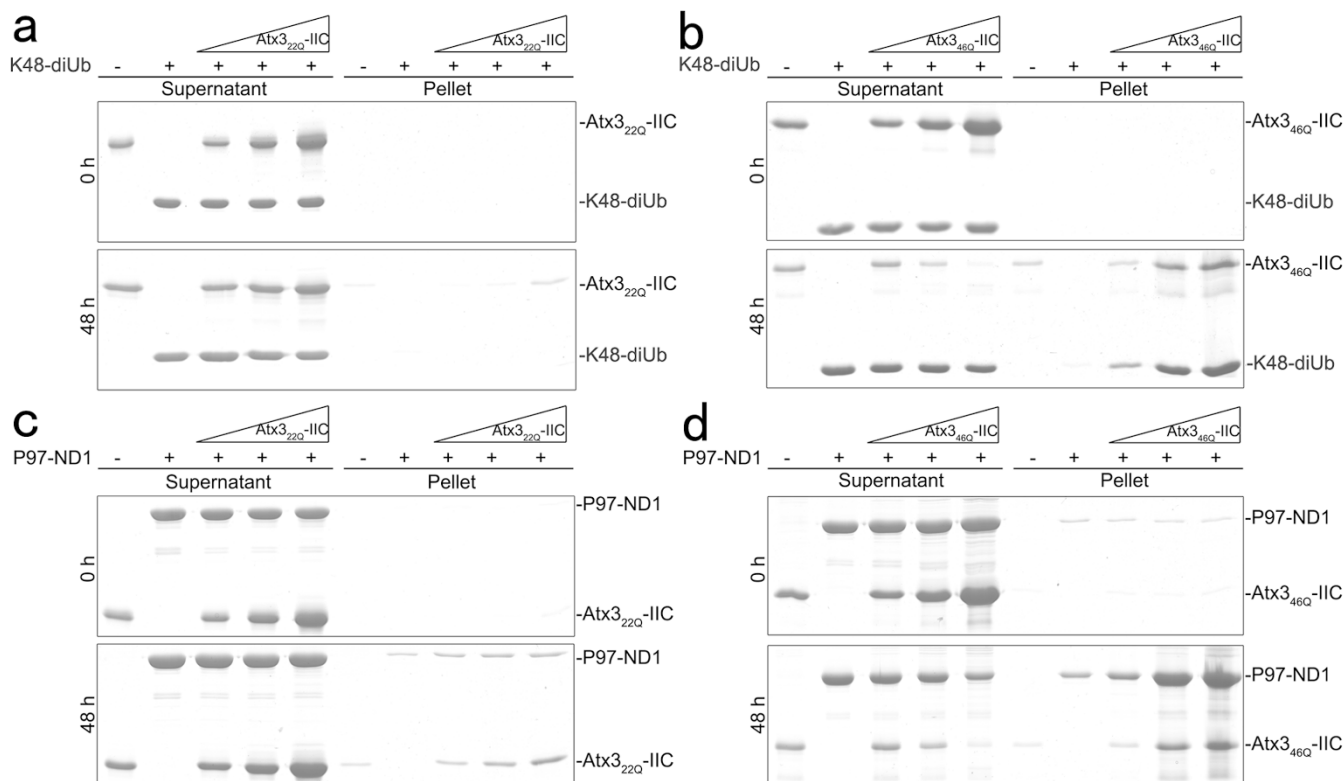 a
Atx3₂₂Q-IIC Atx3₂₂Q-IIC
K48-diUb - + + + + - + + + +
Supernatant Pellet
0 h
-Atx3₂₂Q-IIC
-K48-diUb
48 h
-Atx3₂₂Q-IIC
-K48-diUb
b
Atx3₄₆Q-IIC Atx3₄₆Q-IIC
K48-diUb - + + + + - + + + +
Supernatant Pellet
0 h
-Atx3₄₆Q-IIC
-K48-diUb
48 h
-Atx3₄₆Q-IIC
-K48-diUb
c
Atx3₂₂Q-IIC Atx3₂₂Q-IIC
P97-ND1 - + + + + - + + + +
Supernatant Pellet
0 h
-P97-ND1
-Atx3₂₂Q-IIC
48 h
-P97-ND1
-Atx3₂₂Q-IIC
d
Atx3₄₆Q-IIC Atx3₄₆Q-IIC
P97-ND1 - + + + + - + + + +
Supernatant Pellet
0 h
-P97-ND1
-Atx3₄₆Q-IIC
48 h
-P97-ND1
-Atx3₄₆Q-IIC